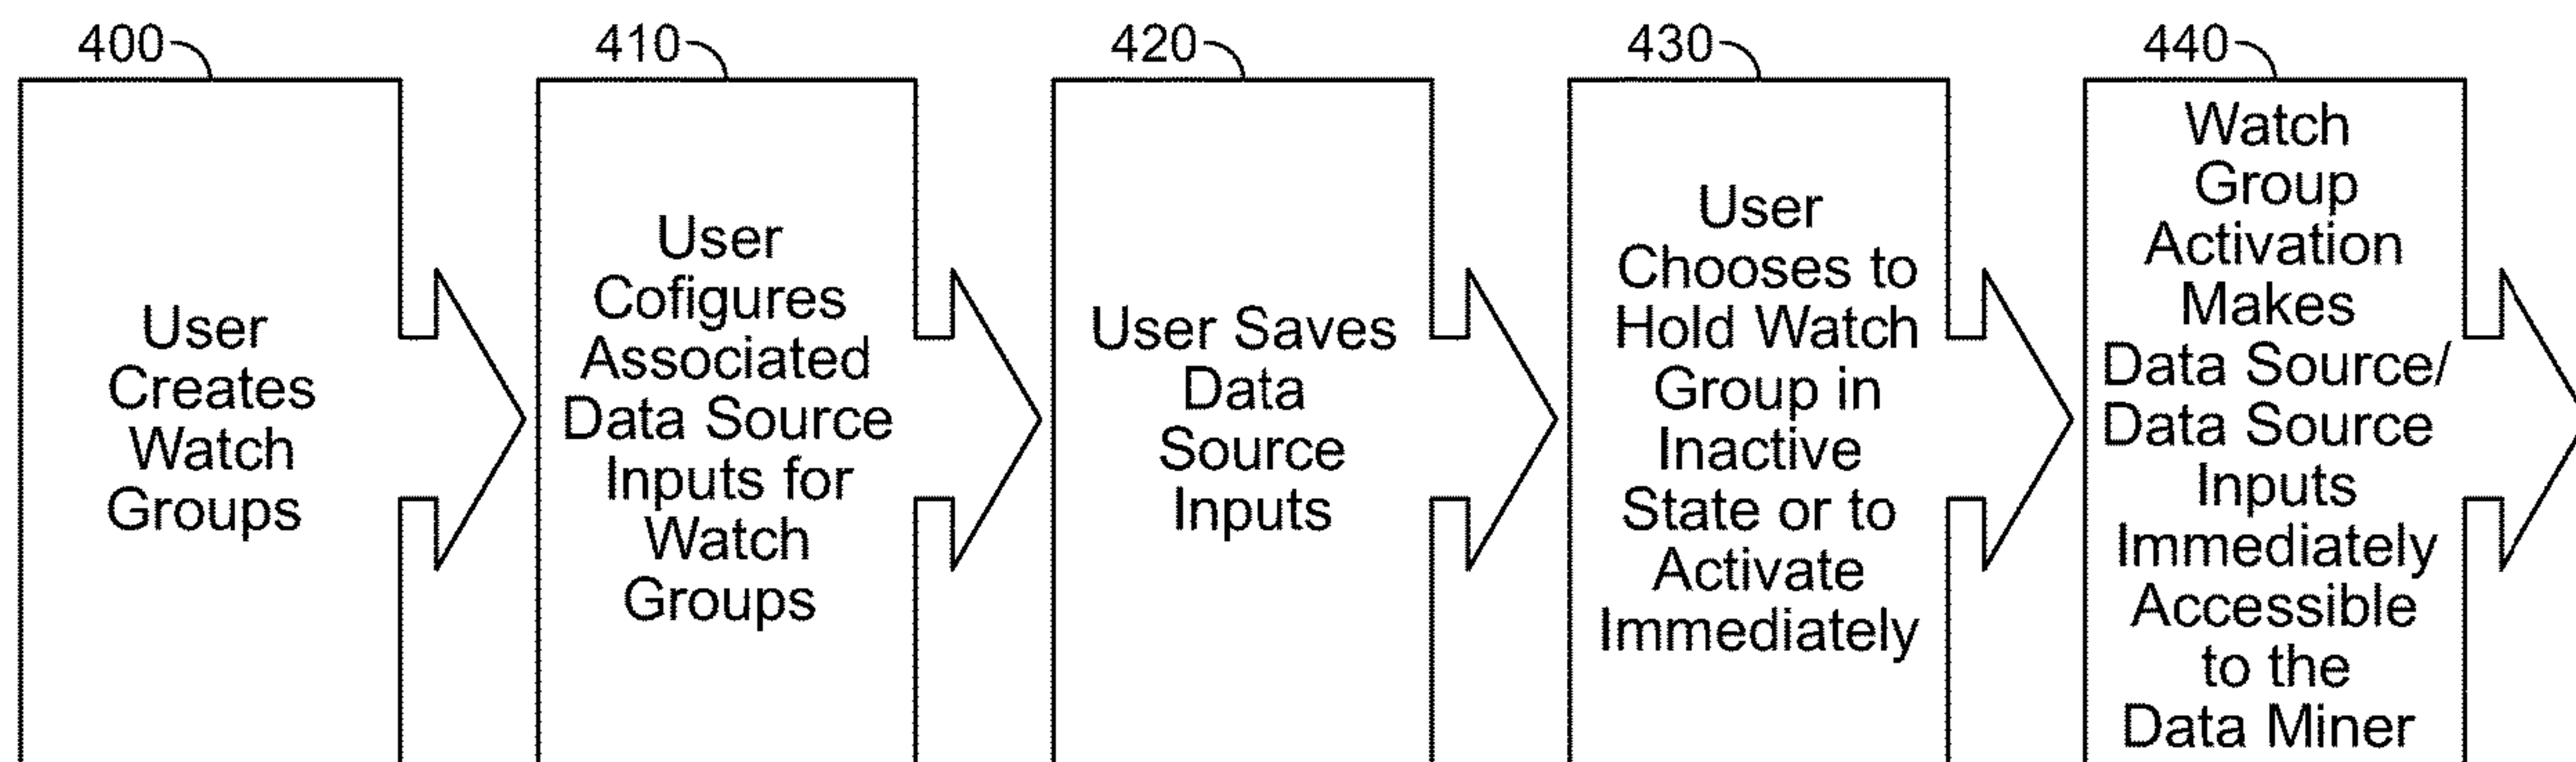 400
User
Creates
Watch
Groups
410
User
Cofigures
Associated
Data Source
Inputs for
Watch
Groups
420
User Saves
Data
Source
Inputs
430
User
Chooses to
Hold Watch
Group in
Inactive
State or to
Activate
Immediately
440
Watch
Group
Activation
Makes
Data Source/
Data Source
Inputs
Immediately
Accessible
to the
Data Miner